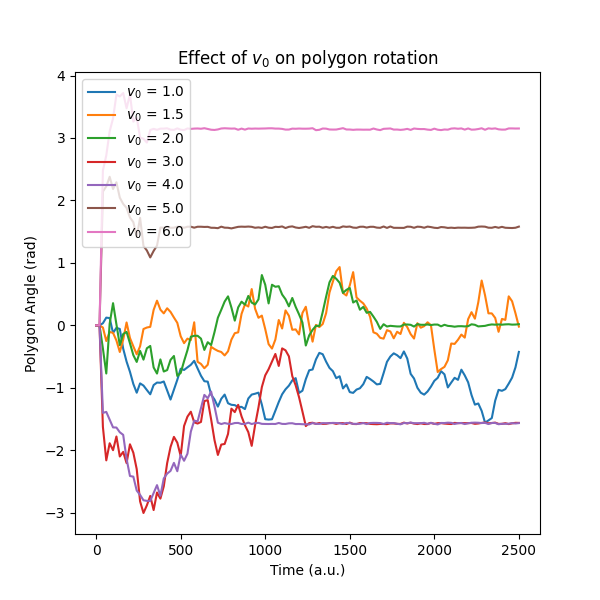 Effect of v₀ on polygon rotation
v₀ = 1.0
v₀ = 1.5
v₀ = 2.0
v₀ = 3.0
v₀ = 4.0
v₀ = 5.0
v₀ = 6.0
4
3
2
1
0
−1
−2
−3
Polygon Angle (rad)
0 500 1000 1500 2000 2500
Time (a.u.)